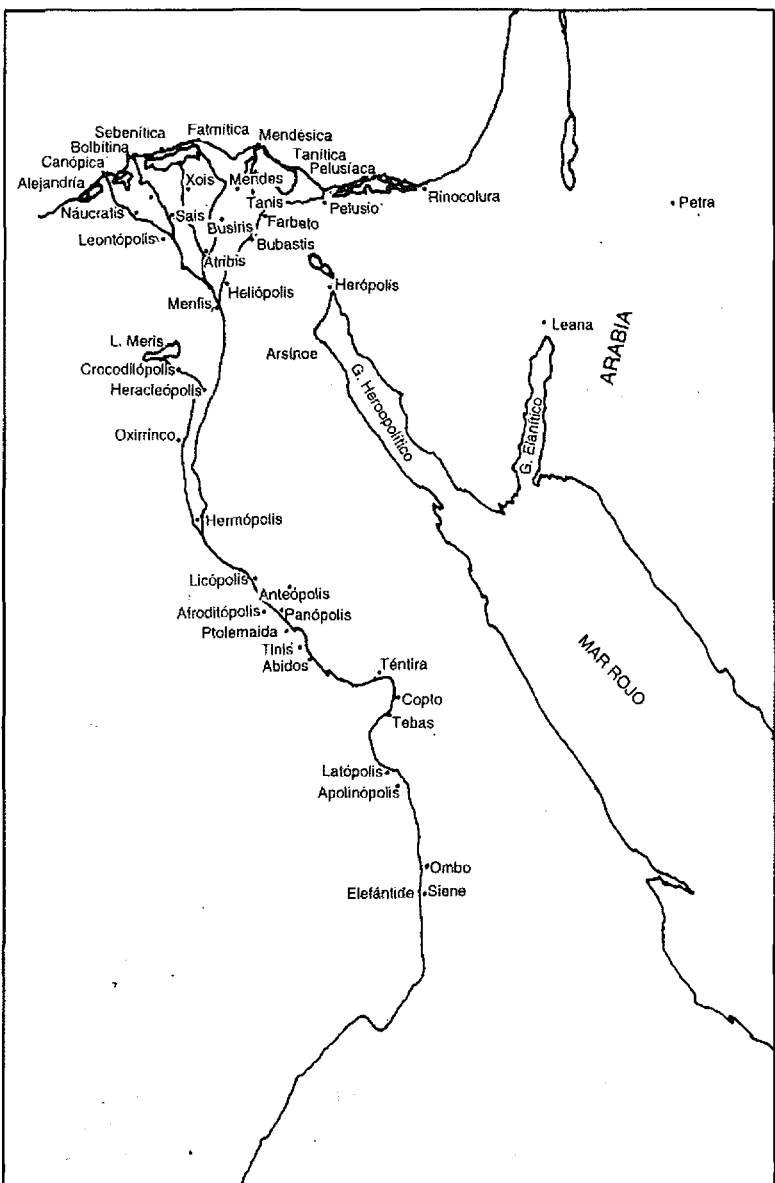 Sebenítica
Fatmítica
Mendésica
Bolbitina
Canópica
Tanítica
Pelusíaca
Alejandría
Xois
Mendes
Rinocolura
Náucratis
Sais
Tanis
Pelusio
Petra
Busiris
Farbeto
Leontópolis
Bubastis
Atribis
Heliópolis
Herópolis
Menfis
Leana
L. Meris
Arsínoe
ARABIA
Crocodilópolis
Heracleópolis
G. Heroopolítico
G. Elanítico
Oxirrinco
Hermópolis
Licópolis
Anteópolis
Afroditópolis
Panópolis
Ptolemaida
Tinis
Abidos
Téntira
MAR ROJO
Copto
Tebas
Latópolis
Apolinópolis
Ombo
Elefántide
Siene